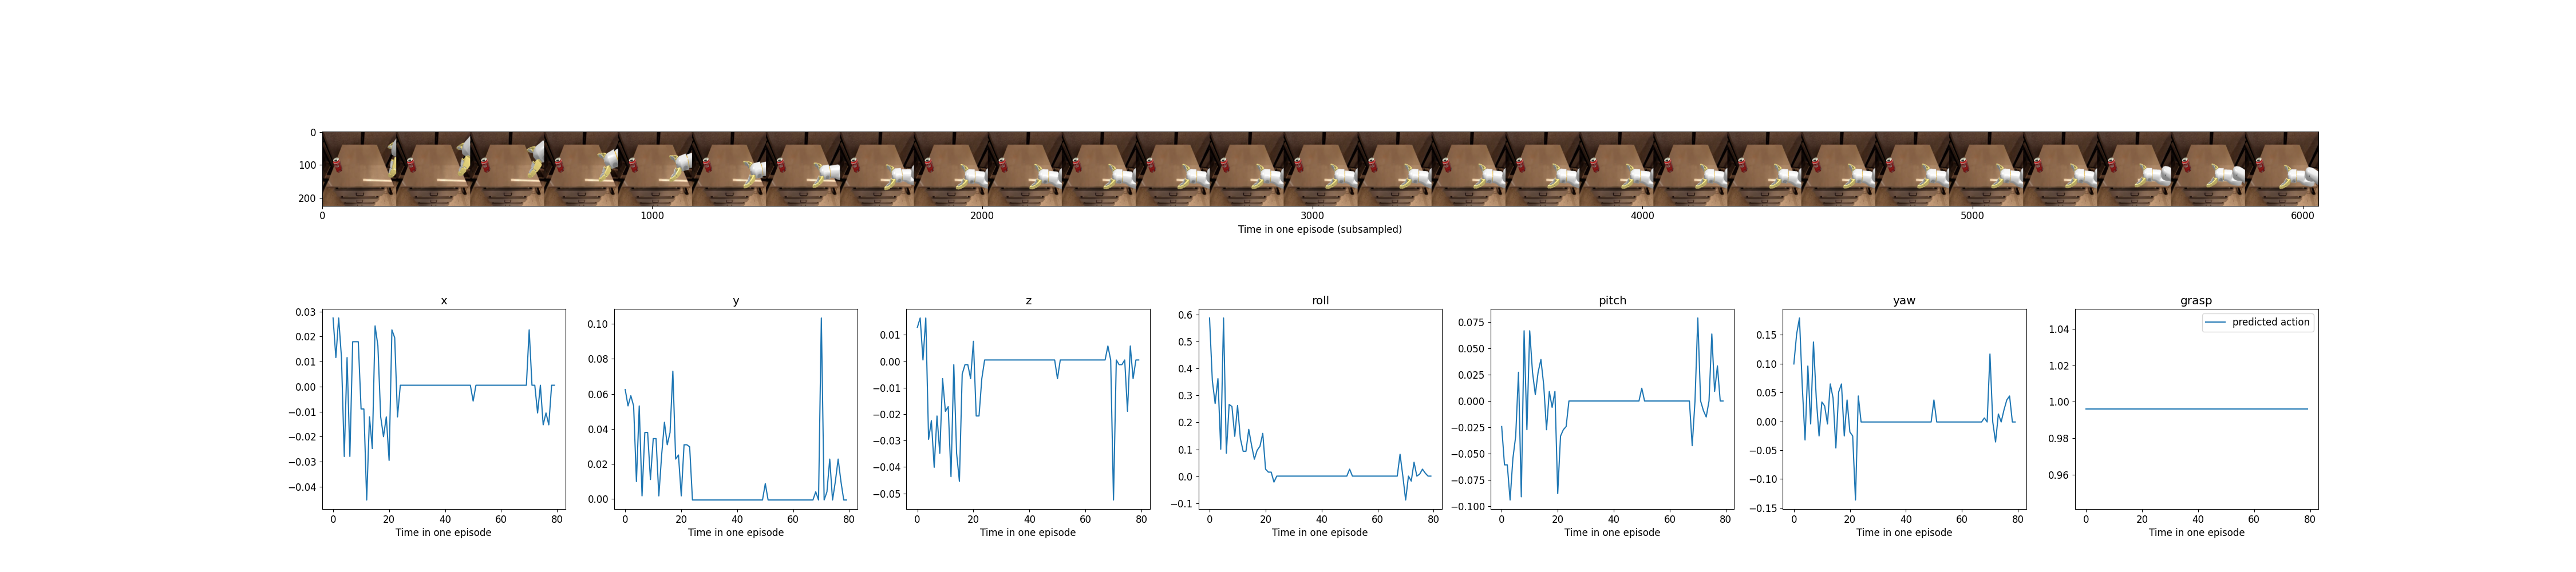 0
100
200
0 1000 2000 3000 4000 5000 6000
Time in one episode (subsampled)
x y z roll pitch yaw grasp
0.03
0.02
0.01
0.00
−0.01
−0.02
−0.03
−0.04
0 20 40 60 80
Time in one episode
0.10
0.08
0.06
0.04
0.02
0.00
0 20 40 60 80
Time in one episode
0.01
0.00
−0.01
−0.02
−0.03
−0.04
−0.05
0 20 40 60 80
Time in one episode
0.6
0.5
0.4
0.3
0.2
0.1
0.0
−0.1
0 20 40 60 80
Time in one episode
0.075
0.050
0.025
0.000
−0.025
−0.050
−0.075
−0.100
0 20 40 60 80
Time in one episode
0.15
0.10
0.05
0.00
−0.05
−0.10
−0.15
0 20 40 60 80
Time in one episode
predicted action
1.04
1.02
1.00
0.98
0.96
0 20 40 60 80
Time in one episode